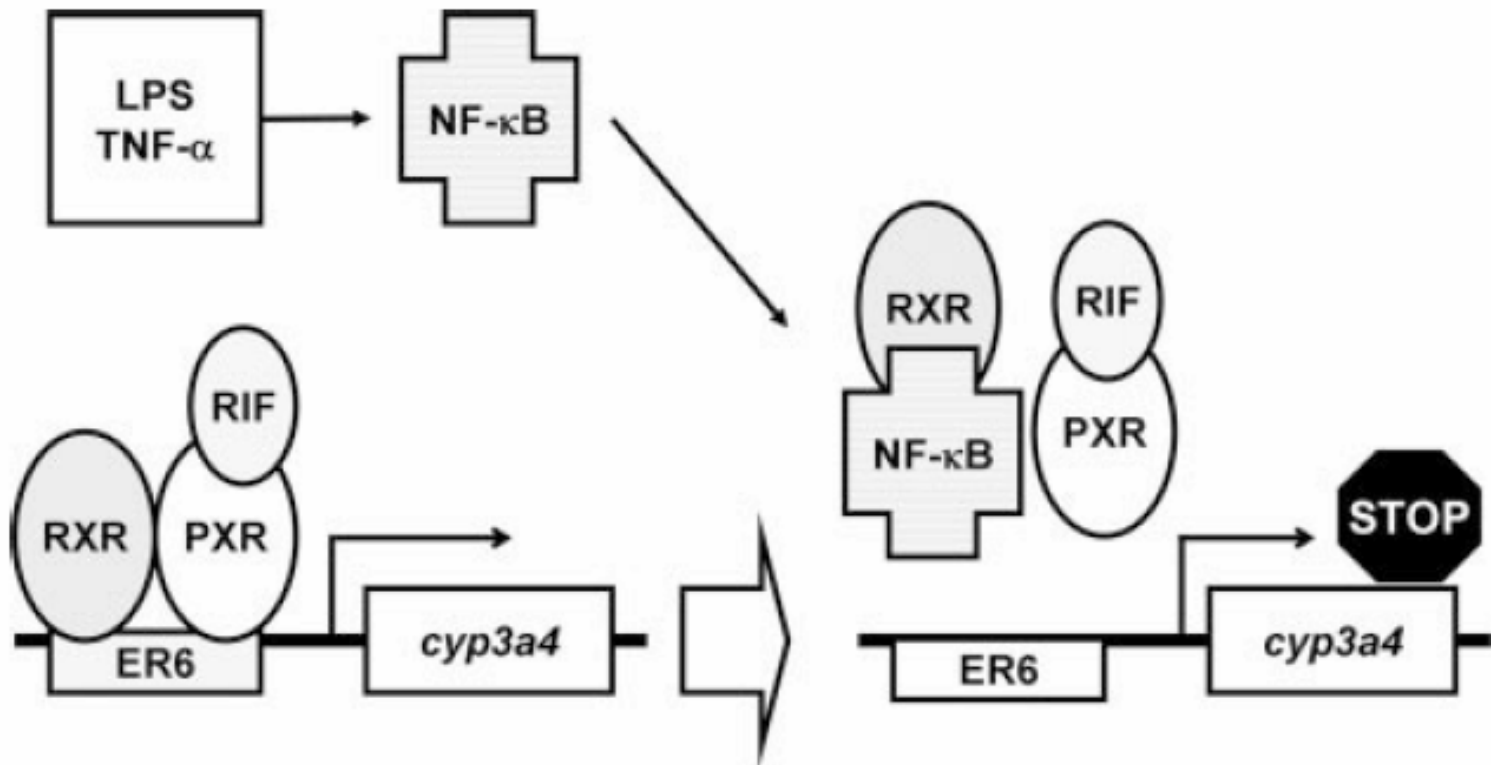 LPS
TNF-α
NF-κB
RXR
RIF
NF-κB
PXR
RIF
RXR
PXR
STOP
ER6
cyp3a4
ER6
cyp3a4